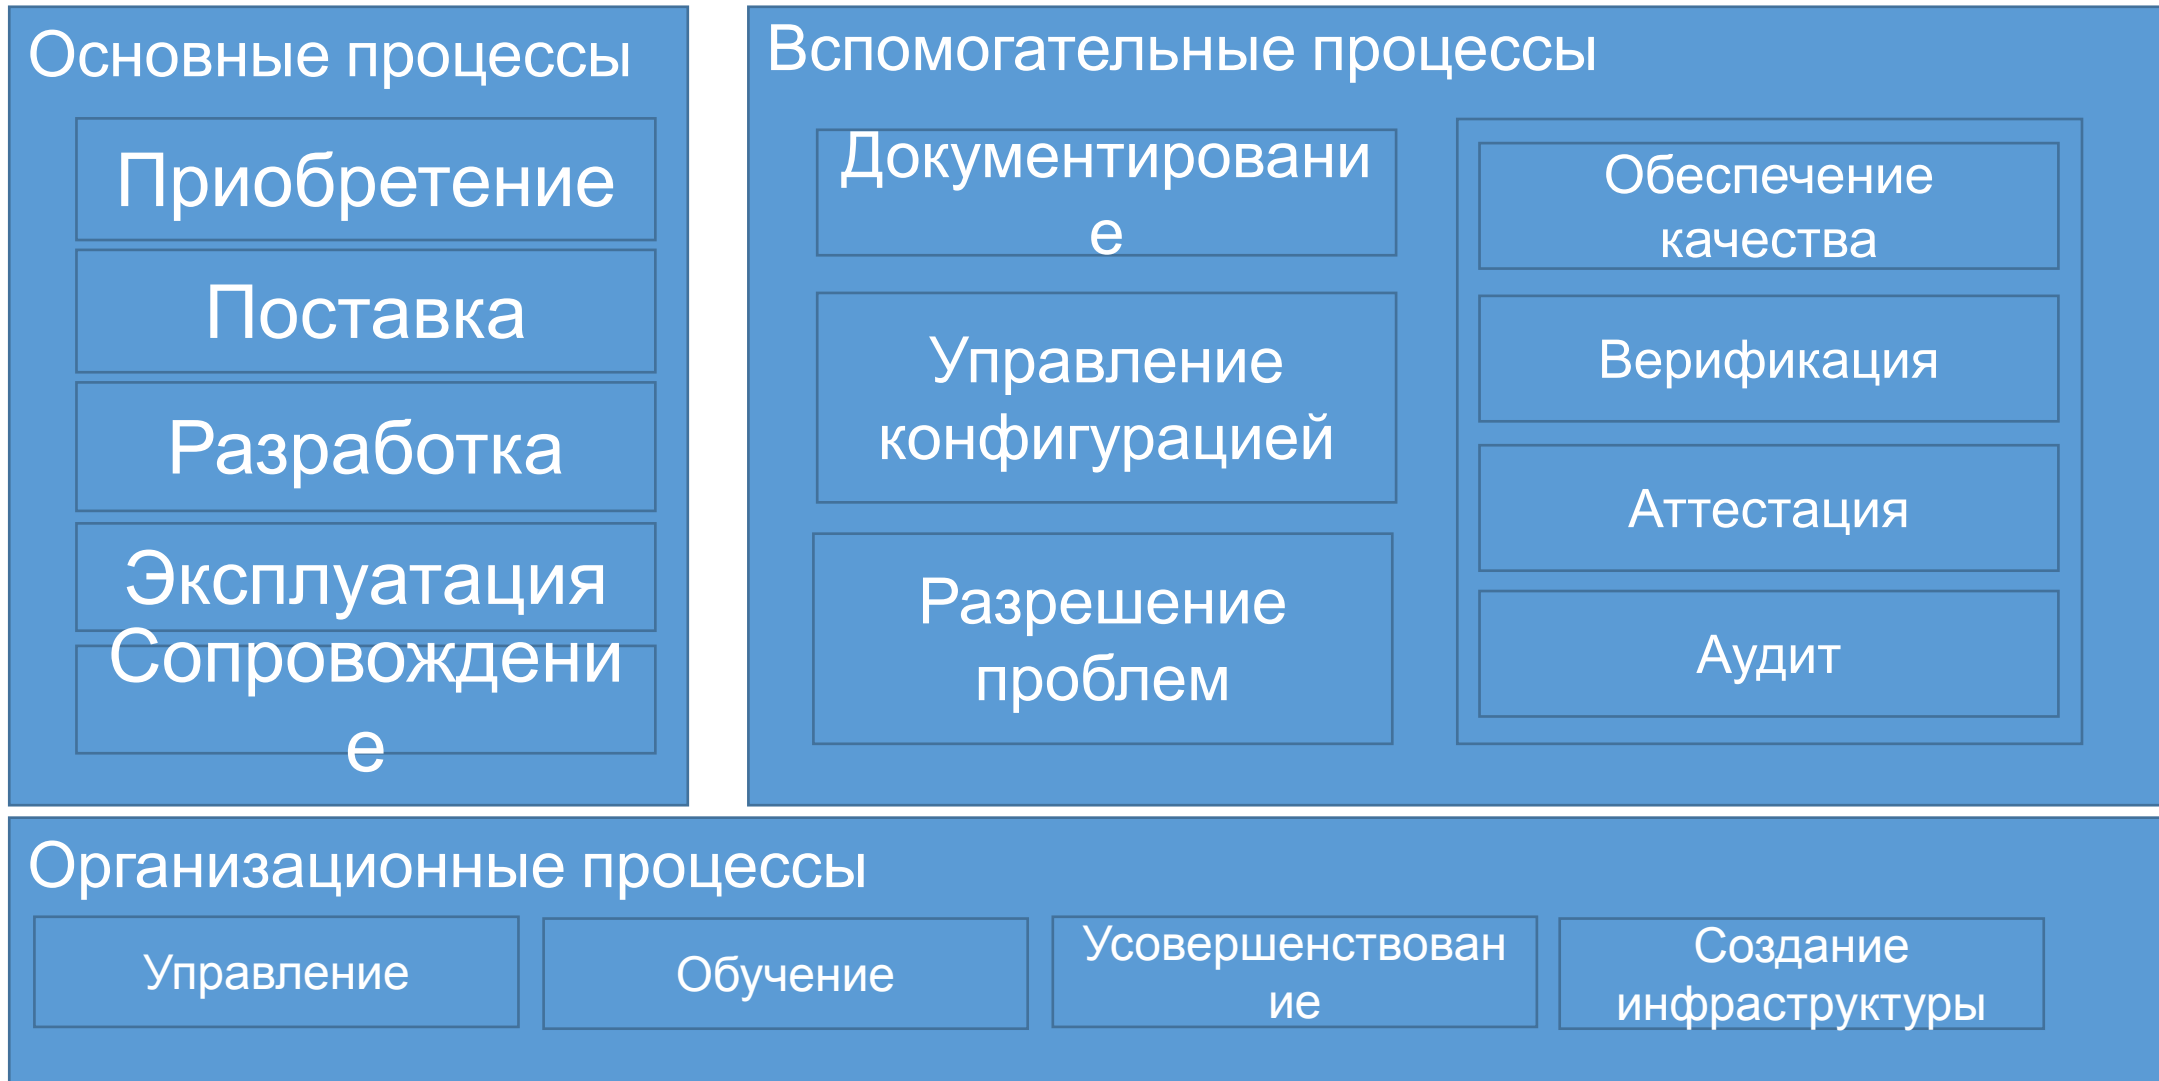 Основные процессы
Приобретение
Поставка
Разработка
Эксплуатация
Сопровождени
е
Вспомогательные процессы
Документировани
е
Управление
конфигурацией
Разрешение
проблем
Обеспечение
качества
Верификация
Аттестация
Аудит
Организационные процессы
Управление
Обучение
Усовершенствован
ие
Создание
инфраструктуры